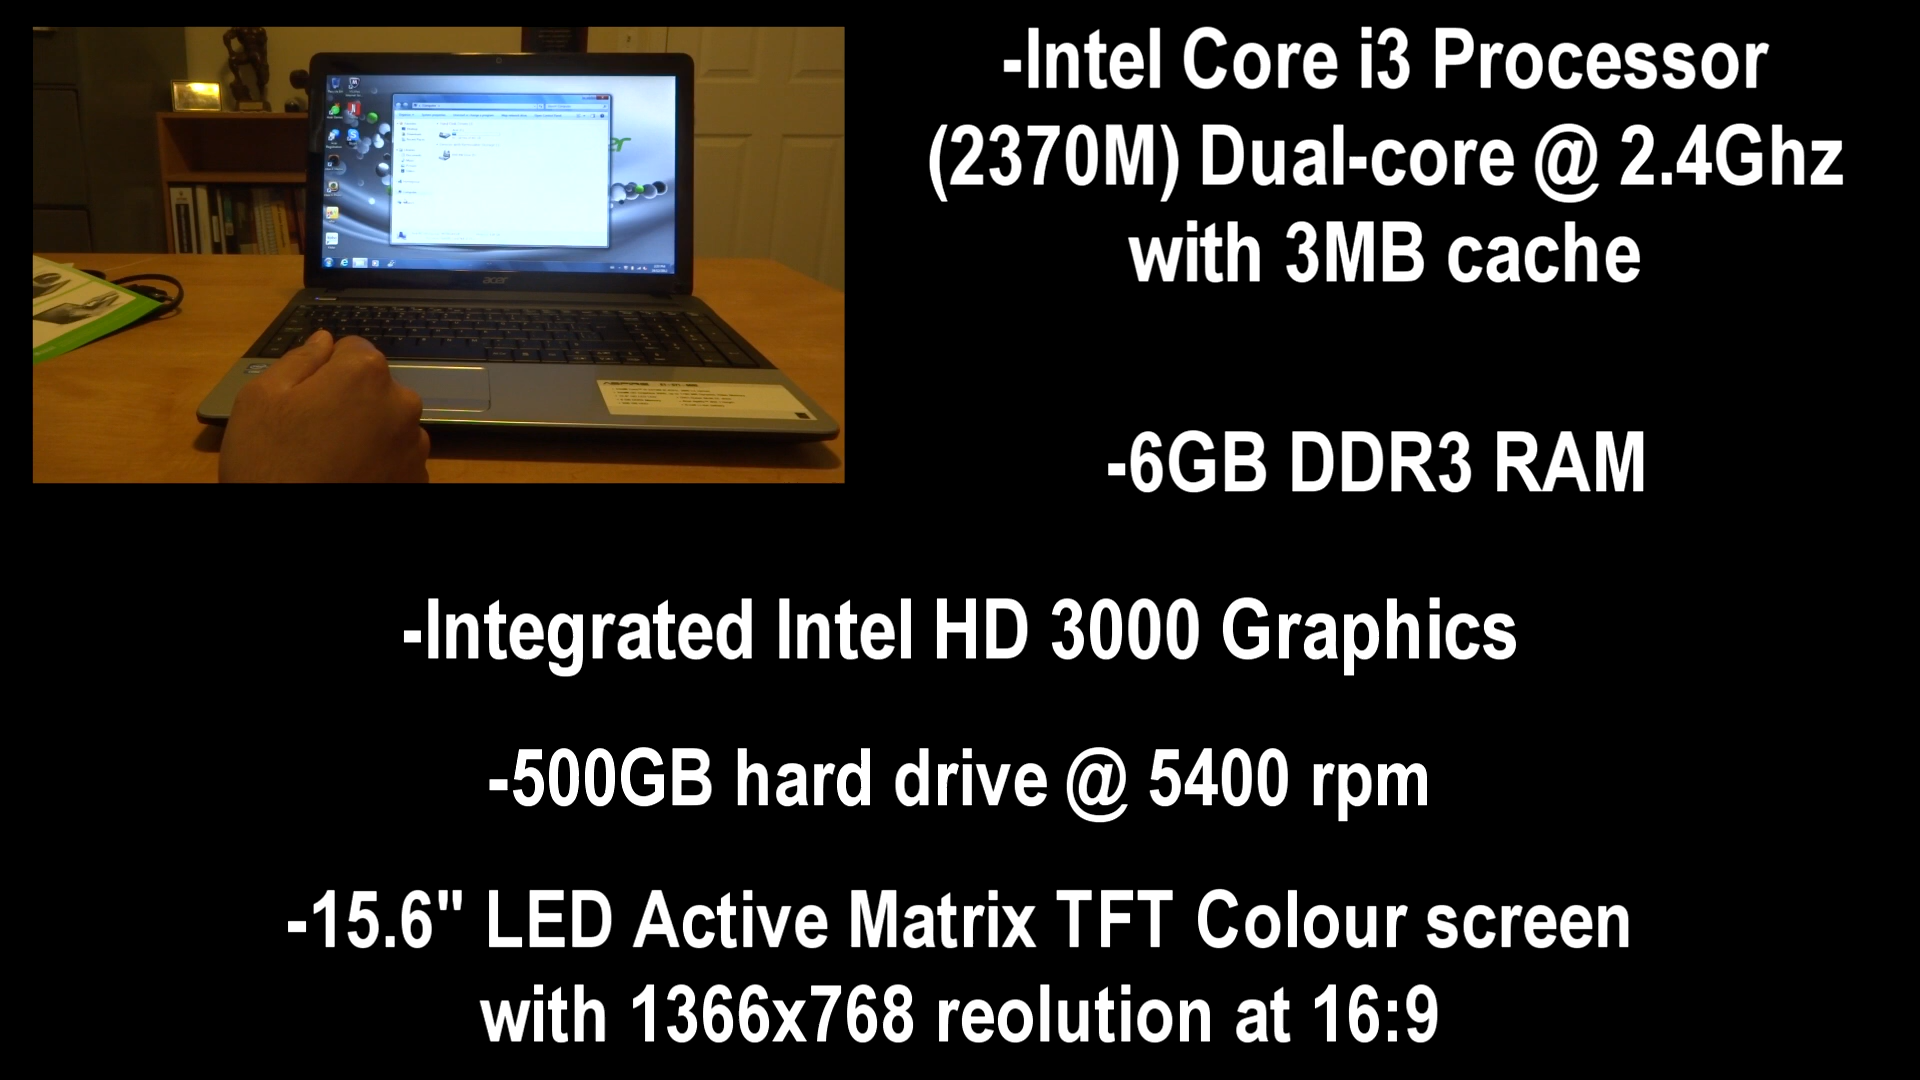 -Intel Core i3 Processor
(2370M) Dual-core @ 2.4Ghz
with 3MB cache
-6GB DDR3 RAM
acer
ASPIRE
-Integrated Intel HD 3000 Graphics
-500GB hard drive @ 5400 rpm
-15.6" LED Active Matrix TFT Colour screen
with 1366x768 reolution at 16:9